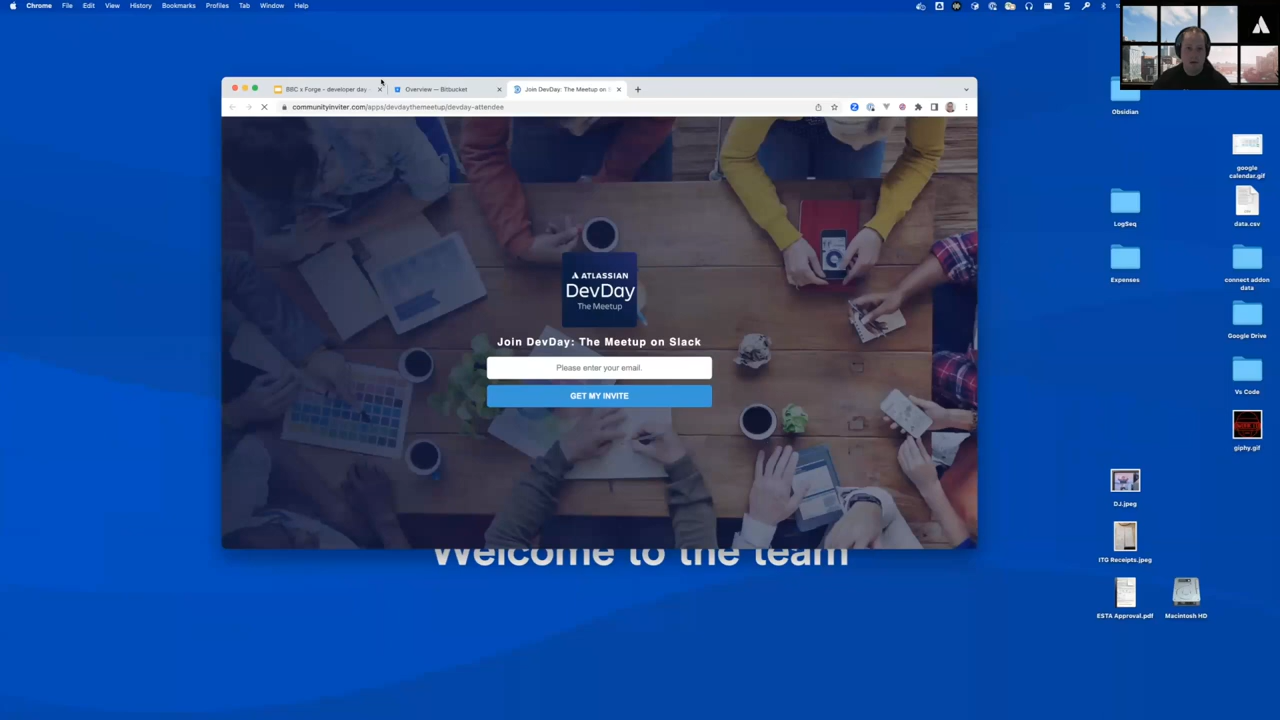 Chrome File Edit View History Bookmarks Profiles Tab Window Help
BBC x Forge - developer day
Overview — Bitbucket
Join DevDay: The Meetup on S
communityinviter.com/apps/devdaythemeetup/devday-attendee
ATLASSIAN
DevDay
The Meetup
Join DevDay: The Meetup on Slack
Please enter your email.
GET MY INVITE
Welcome to the team
Obsidian
google
calendar.gif
LogSeq
data.csv
Expenses
connect addon
data
Google Drive
Vs Code
giphy.gif
DJ.jpeg
ITG Receipts.jpeg
ESTA Approval.pdf
Macintosh HD